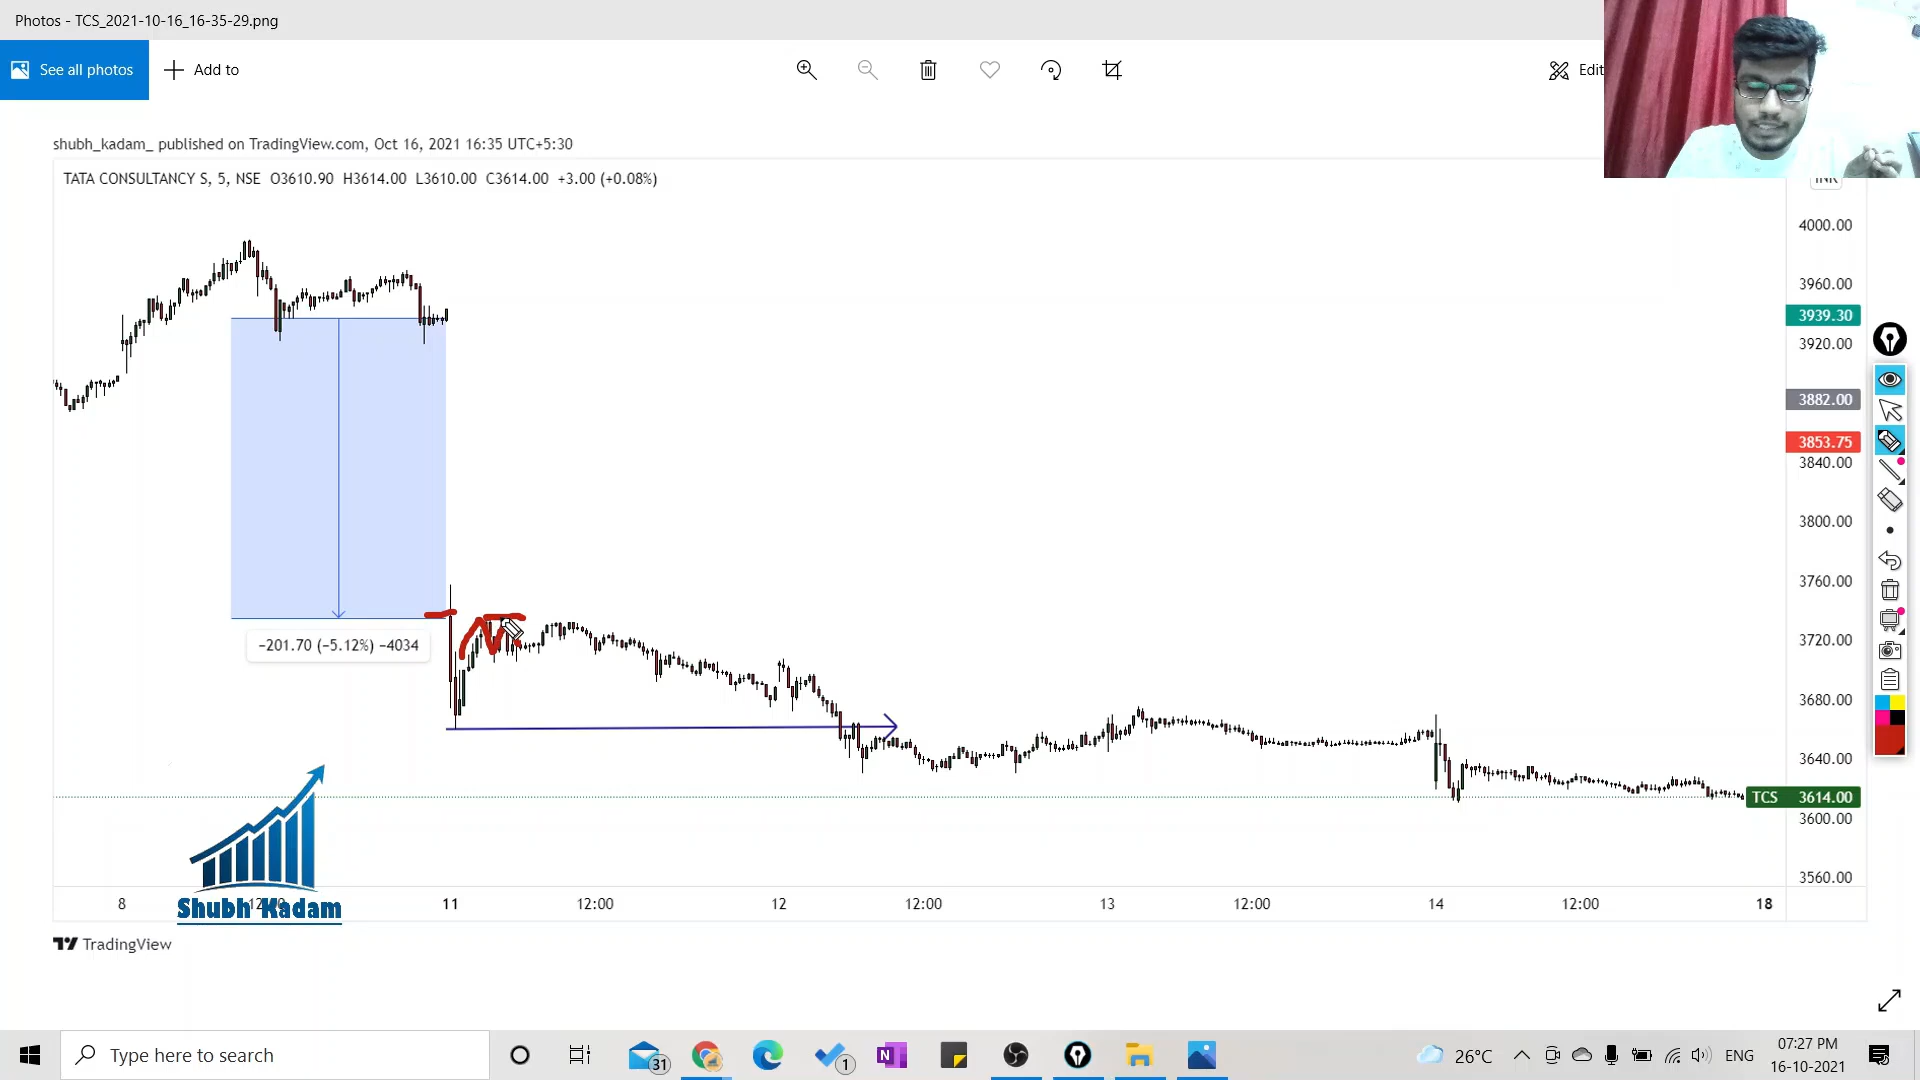 Photos - TCS_2021-10-16_16-35-29.png
See all photos
Add to
Edit
shubh_kadam_ published on TradingView.com, Oct 16, 2021 16:35 UTC+5:30
TATA CONSULTANCY S, 5, NSE O3610.90 H3614.00 L3610.00 C3614.00 +3.00 (+0.08%)
INR
4000.00
3960.00
3939.30
3920.00
3882.00
3853.75
3840.00
3800.00
3760.00
3720.00
3680.00
3640.00
TCS 3614.00
3600.00
3560.00
-201.70 (-5.12%) -4034
8 12:00 11 12:00 12 12:00 13 12:00 14 12:00 18
Shubh Kadam
TradingView
Type here to search
31
1
26°C
ENG
07:27 PM
16-10-2021